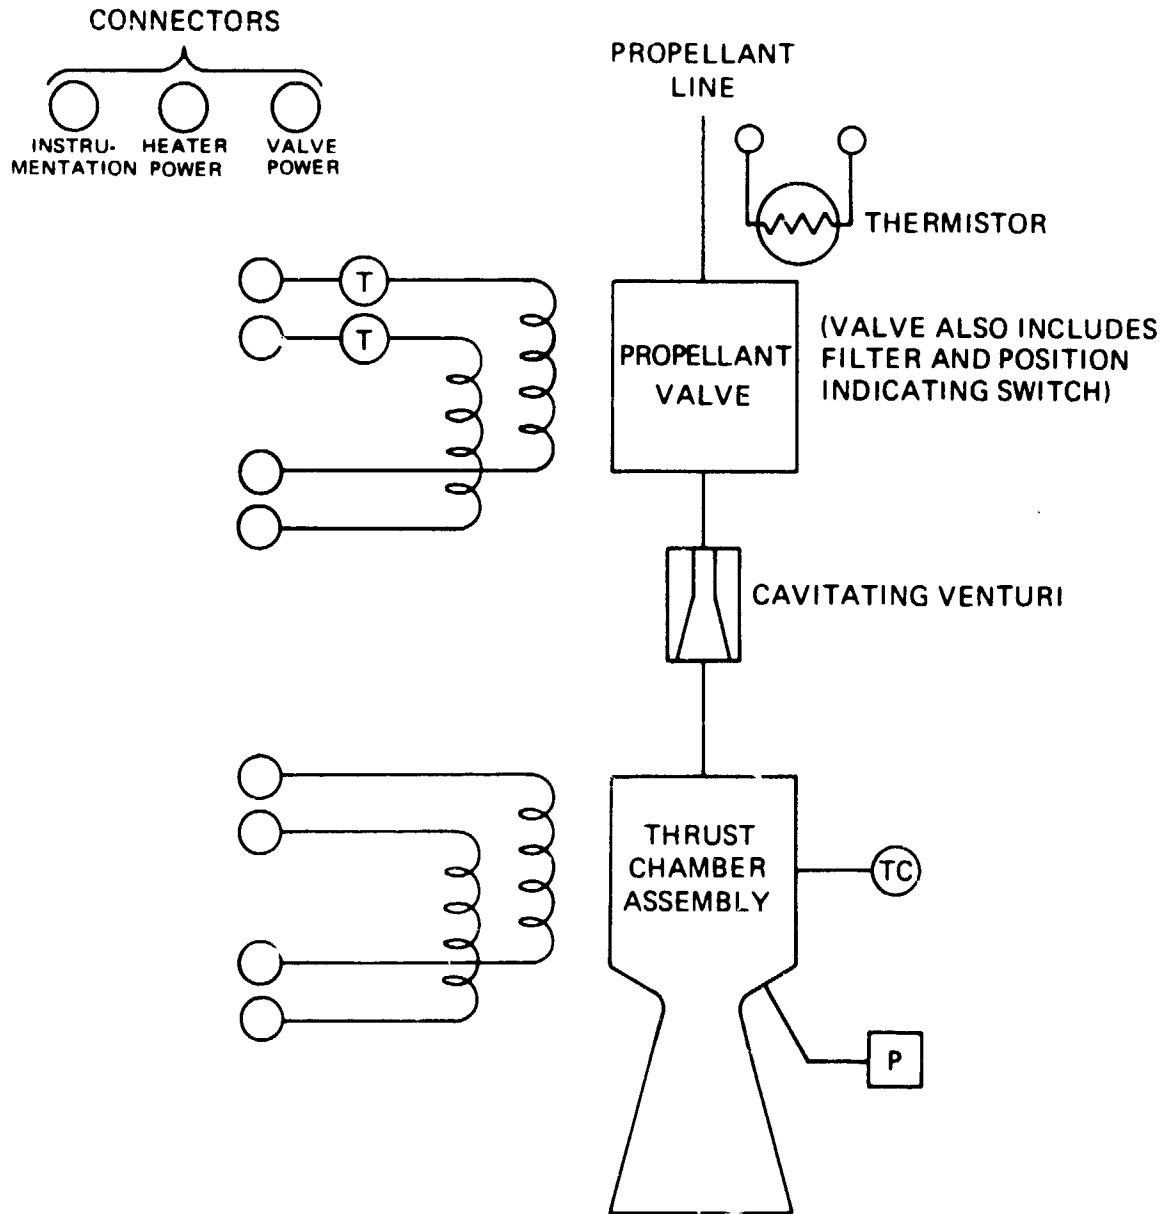 CONNECTORS
INSTRU-
MENTATION
HEATER
POWER
VALVE
POWER
PROPELLANT
LINE
THERMISTOR
T
T
PROPELLANT
VALVE
(VALVE ALSO INCLUDES
FILTER AND POSITION
INDICATING SWITCH)
CAVITATING VENTURI
THRUST
CHAMBER
ASSEMBLY
TC
P